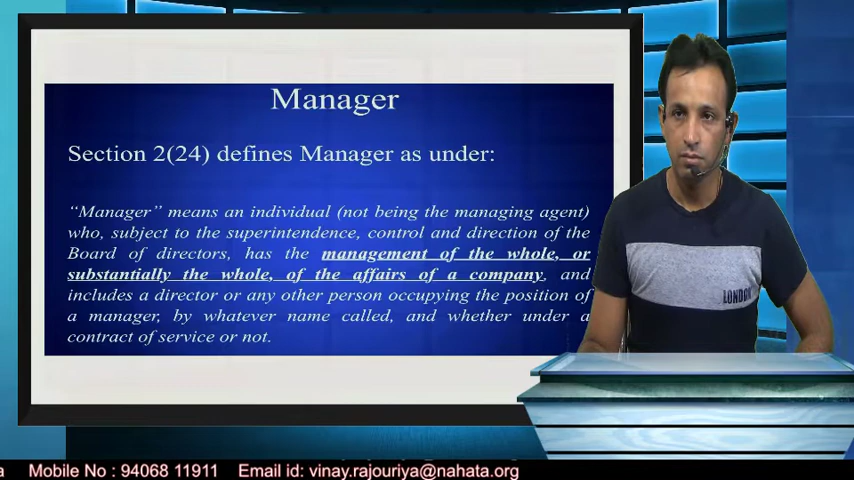 Manager
Section 2(24) defines Manager as under:
“Manager” means an individual (not being the managing agent)
who, subject to the superintendence, control and direction of the
Board of directors, has the management of the whole, or
substantially the whole, of the affairs of a company, and
includes a director or any other person occupying the position of
a manager, by whatever name called, and whether under a
contract of service or not.
LONDON
a Mobile No : 94068 11911 Email id: vinay.rajouriya@nahata.org